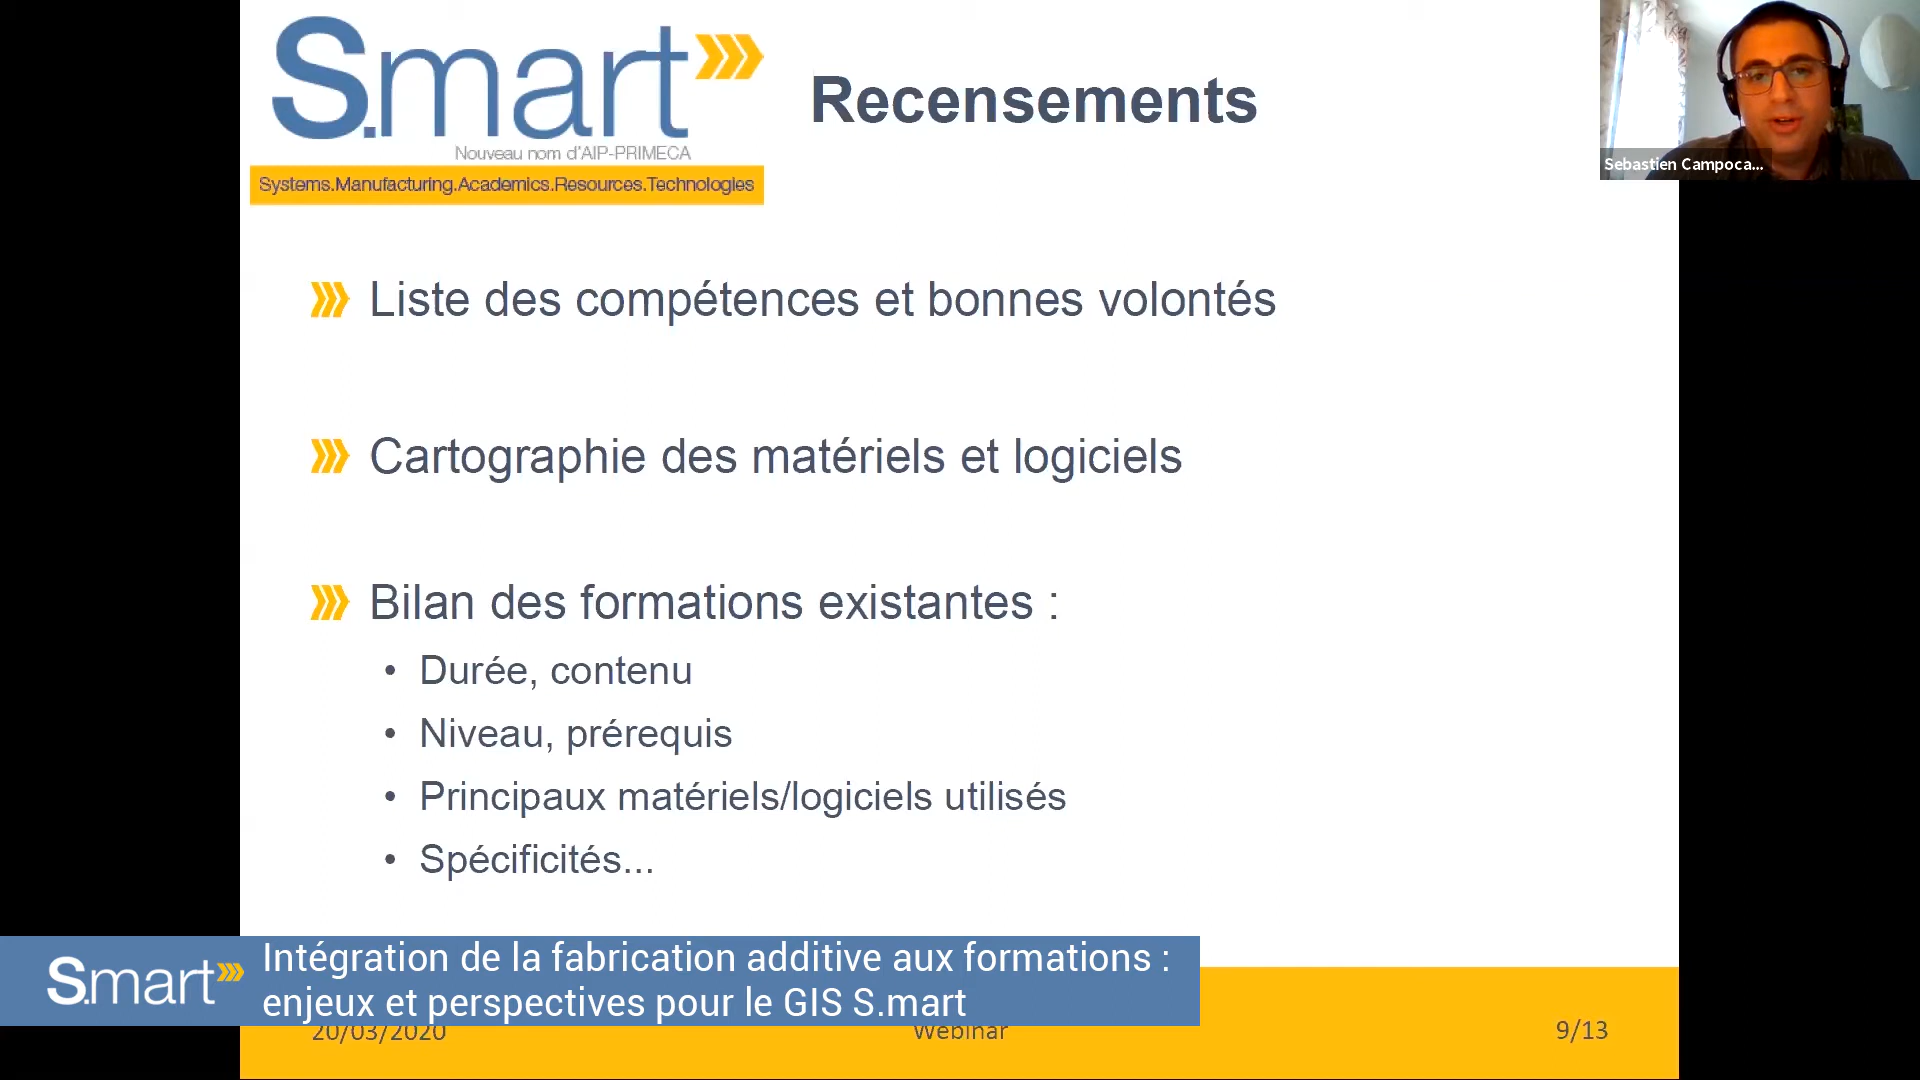 S.mart
Nouveau nom d'AIP-PRIMECA
Systems.Manufacturing.Academics.Resources.Technologies
Recensements
Sebastien Campoca...
Liste des compétences et bonnes volontés
Cartographie des matériels et logiciels
Bilan des formations existantes :
• Durée, contenu
• Niveau, prérequis
• Principaux matériels/logiciels utilisés
• Spécificités...
S.mart
Intégration de la fabrication additive aux formations :
enjeux et perspectives pour le GIS S.mart
20/03/2020
Webinar
9/13